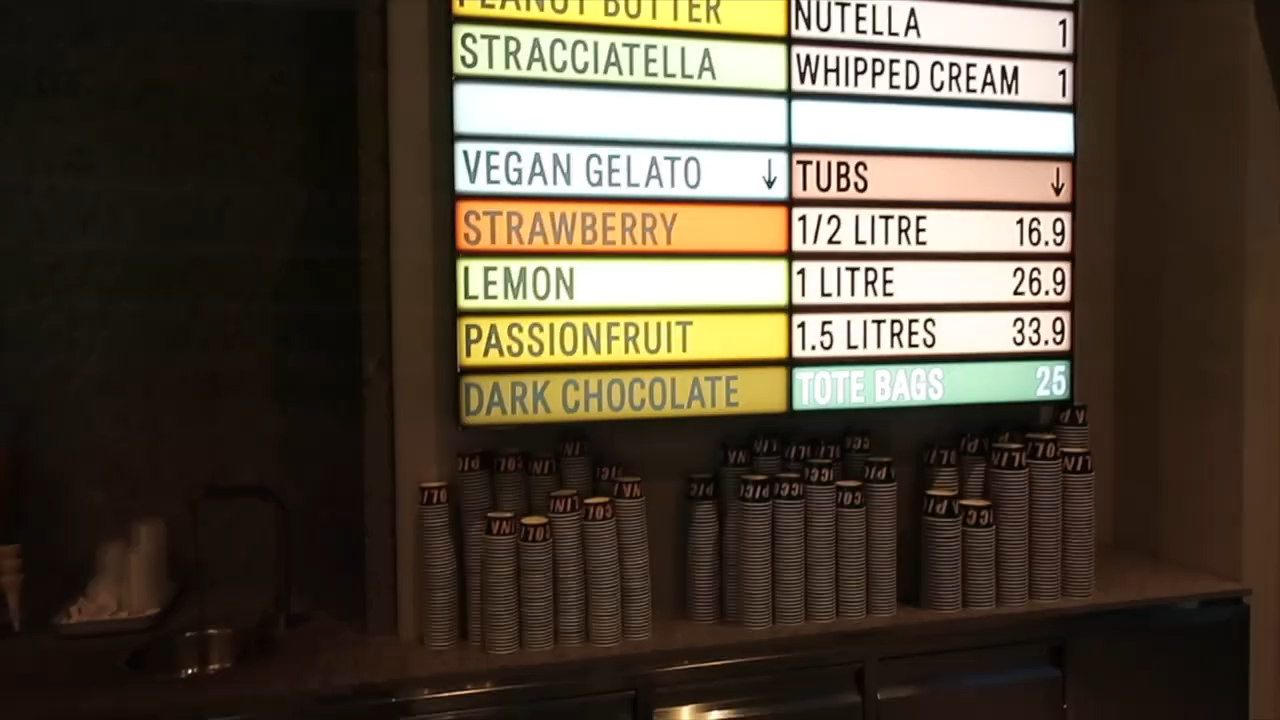 PEANUT BUTTER
STRACCIATELLA
VEGAN GELATO ↓
STRAWBERRY
LEMON
PASSIONFRUIT
DARK CHOCOLATE
NUTELLA 1
WHIPPED CREAM 1
TUBS ↓
1/2 LITRE 16.9
1 LITRE 26.9
1.5 LITRES 33.9
TOTE BAGS 25